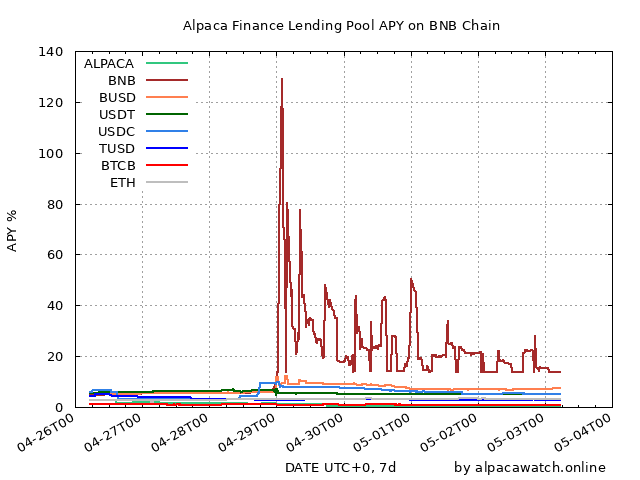 Alpaca Finance Lending Pool APY on BNB Chain
140
120
100
80
60
40
20
0
APY %
ALPACA
BNB
BUSD
USDT
USDC
TUSD
BTCB
ETH
04-26T00
04-27T00
04-28T00
04-29T00
04-30T00
05-01T00
05-02T00
05-03T00
05-04T00
DATE UTC+0, 7d
by alpacawatch.online